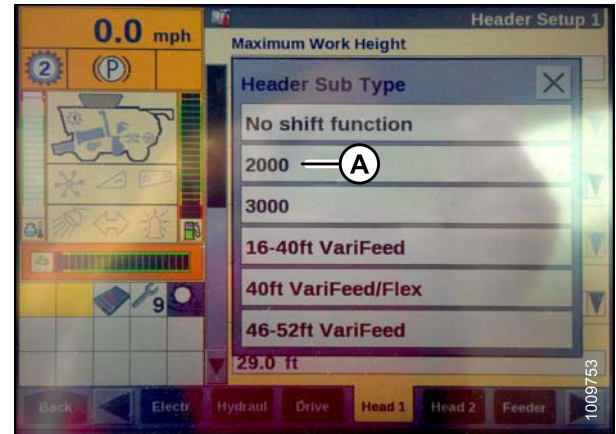 0.0 mph
Header Setup 1
Maximum Work Height
2
(P)
Header Sub Type
No shift function
2000
A
3000
16-40ft VariFeed
40ft VariFeed/Flex
46-52ft VariFeed
9
29.0 ft
Back
Electr
Hydraul
Drive
Head 1
Head 2
Feeder
1009753